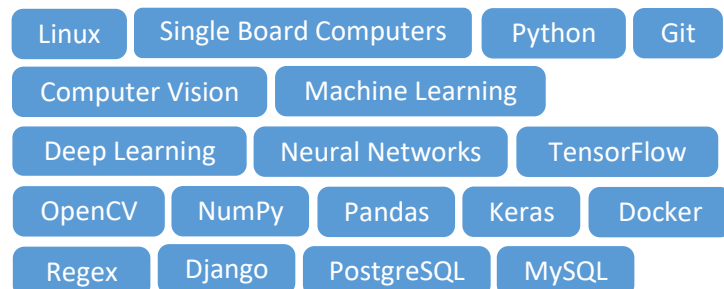 Linux Single Board Computers Python Git
Computer Vision Machine Learning
Deep Learning Neural Networks TensorFlow
OpenCV NumPy Pandas Keras Docker
Regex Django PostgreSQL MySQL